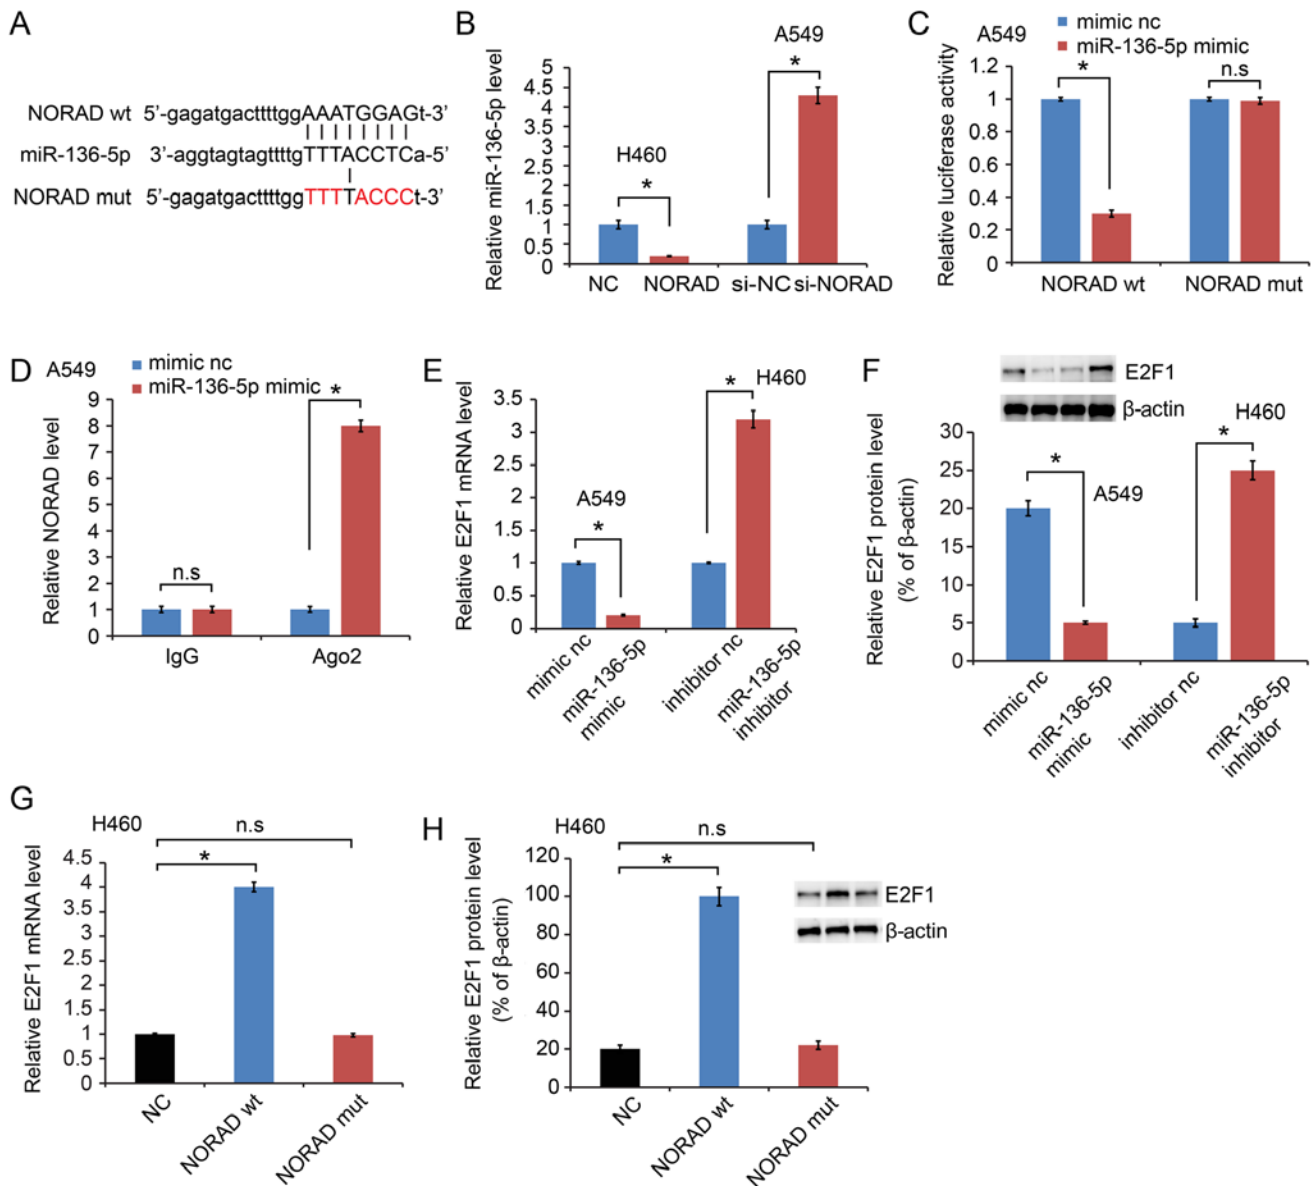 A
NORAD wt 5’-gagatgacttttggAAATGGAGt-3’
miR-136-5p 3’-aggtagtagttttgTTTACCTCa-5’
NORAD mut 5’-gagatgacttttggTTTTACCCt-3’
B
Relative miR-136-5p level
5
4.5
4
3.5
3
2.5
2
1.5
1
0.5
0
A549
*
H460
*
NC NORAD si-NC si-NORAD
C
A549
mimic nc
miR-136-5p mimic
Relative luciferase activity
1.2
1
0.8
0.6
0.4
0.2
0
*
n.s
NORAD wt NORAD mut
D
A549
mimic nc
miR-136-5p mimic
Relative NORAD level
9
8
7
6
5
4
3
2
1
0
n.s
*
IgG Ago2
E
Relative E2F1 mRNA level
3.5
3
2.5
2
1.5
1
0.5
0
A549
*
*
H460
mimic nc
miR-136-5p
mimic
inhibitor nc
miR-136-5p
inhibitor
F
E2F1
β-actin
Relative E2F1 protein level
(% of β-actin)
30
25
20
15
10
5
0
*
A549
H460
*
mimic nc
miR-136-5p
mimic
inhibitor nc
miR-136-5p
inhibitor
G
H460
n.s
*
Relative E2F1 mRNA level
4.5
4
3.5
3
2.5
2
1.5
1
0.5
0
NC
NORAD wt
NORAD mut
H
H460
n.s
*
Relative E2F1 protein level
(% of β-actin)
120
100
80
60
40
20
0
E2F1
β-actin
NC
NORAD wt
NORAD mut